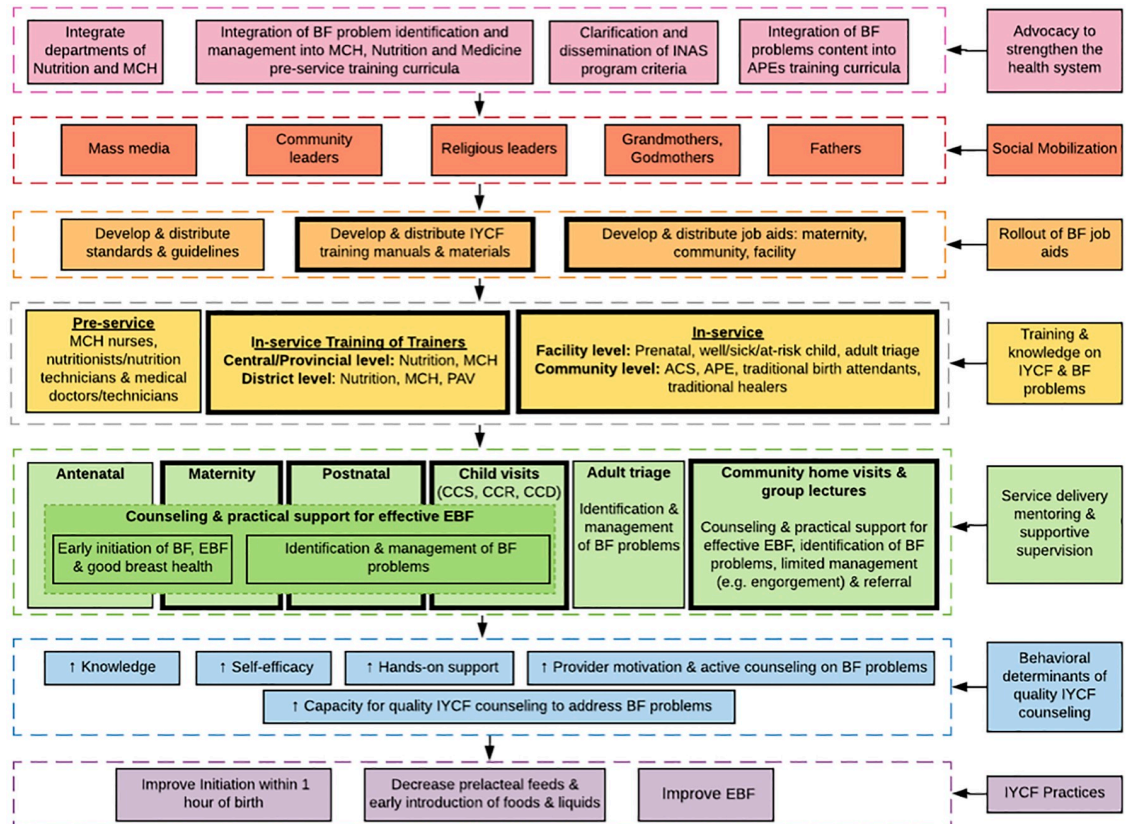 Integrate
departments of
Nutrition and MCH
Integration of BF problem identification and
management into MCH, Nutrition and Medicine
pre-service training curricula
Clarification and
dissemination of INAS
program criteria
Integration of BF
problems content into
APEs training curricula
Advocacy to
strengthen the
health system
Mass media
Community
leaders
Religious leaders
Grandmothers,
Godmothers
Fathers
Social Mobilization
Develop & distribute
standards & guidelines
Develop & distribute IYCF
training manuals & materials
Develop & distribute job aids: maternity,
community, facility
Rollout of BF job
aids
Pre-service
MCH nurses,
nutritionists/nutrition
technicians & medical
doctors/technicians
In-service Training of Trainers
Central/Provincial level: Nutrition, MCH
District level: Nutrition, MCH, PAV
In-service
Facility level: Prenatal, well/sick/at-risk child, adult triage
Community level: ACS, APE, traditional birth attendants,
traditional healers
Training &
knowledge on
IYCF & BF
problems
Antenatal
Maternity
Postnatal
Child visits
(CCS, CCR, CCD)
Counseling & practical support for effective EBF
Early initiation of BF, EBF
& good breast health
Identification & management of BF
problems
Adult triage
Identification &
management
of BF problems
Community home visits &
group lectures
Counseling & practical support for
effective EBF, identification of BF
problems, limited management
(e.g. engorgement) & referral
Service delivery
mentoring &
supportive
supervision
↑ Knowledge
↑ Self-efficacy
↑ Hands-on support
↑ Provider motivation & active counseling on BF problems
↑ Capacity for quality IYCF counseling to address BF problems
Behavioral
determinants of
quality IYCF
counseling
Improve Initiation within 1
hour of birth
Decrease prelacteal feeds &
early introduction of foods & liquids
Improve EBF
IYCF Practices